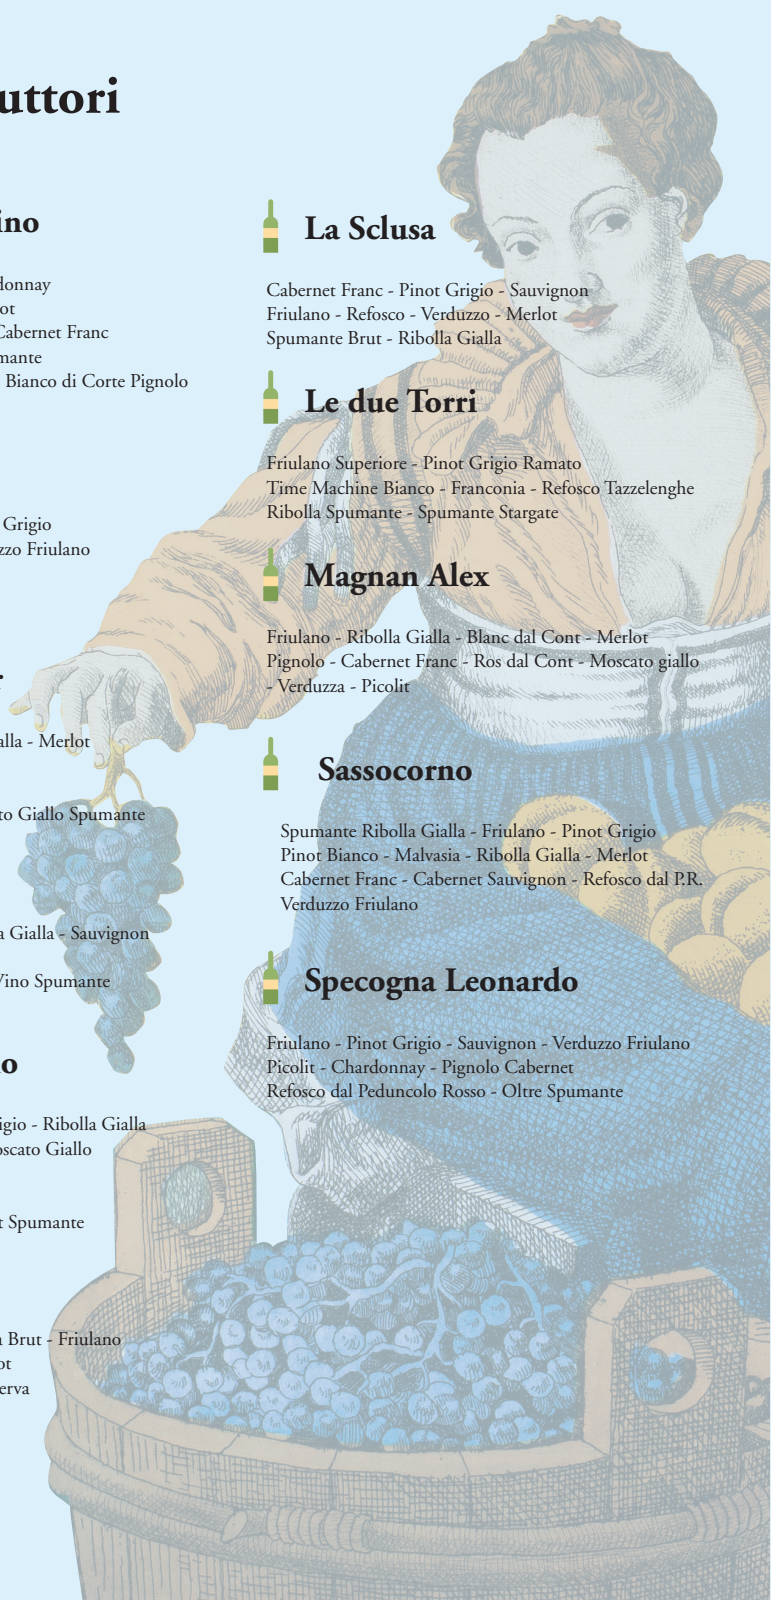 uttori
ino
donnay
ot
Cabernet Franc
mante
Bianco di Corte Pignolo
Grigio
zzo Friulano
r
alla - Merlot
to Giallo Spumante
a Gialla - Sauvignon
Vino Spumante
o
igio - Ribolla Gialla
oscato Giallo
t Spumante
a Brut - Friulano
ot
erva
La Sclusa
Cabernet Franc - Pinot Grigio - Sauvignon
Friulano - Refosco - Verduzzo - Merlot
Spumante Brut - Ribolla Gialla
Le due Torri
Friulano Superiore - Pinot Grigio Ramato
Time Machine Bianco - Franconia - Refosco Tazzelenghe
Ribolla Spumante - Spumante Stargate
Magnan Alex
Friulano - Ribolla Gialla - Blanc dal Cont - Merlot
Pignolo - Cabernet Franc - Ros dal Cont - Moscato giallo
- Verduzza - Picolit
Sassocorno
Spumante Ribolla Gialla - Friulano - Pinot Grigio
Pinot Bianco - Malvasia - Ribolla Gialla - Merlot
Cabernet Franc - Cabernet Sauvignon - Refosco dal P.R.
Verduzzo Friulano
Specogna Leonardo
Friulano - Pinot Grigio - Sauvignon - Verduzzo Friulano
Picolit - Chardonnay - Pignolo Cabernet
Refosco dal Peduncolo Rosso - Oltre Spumante